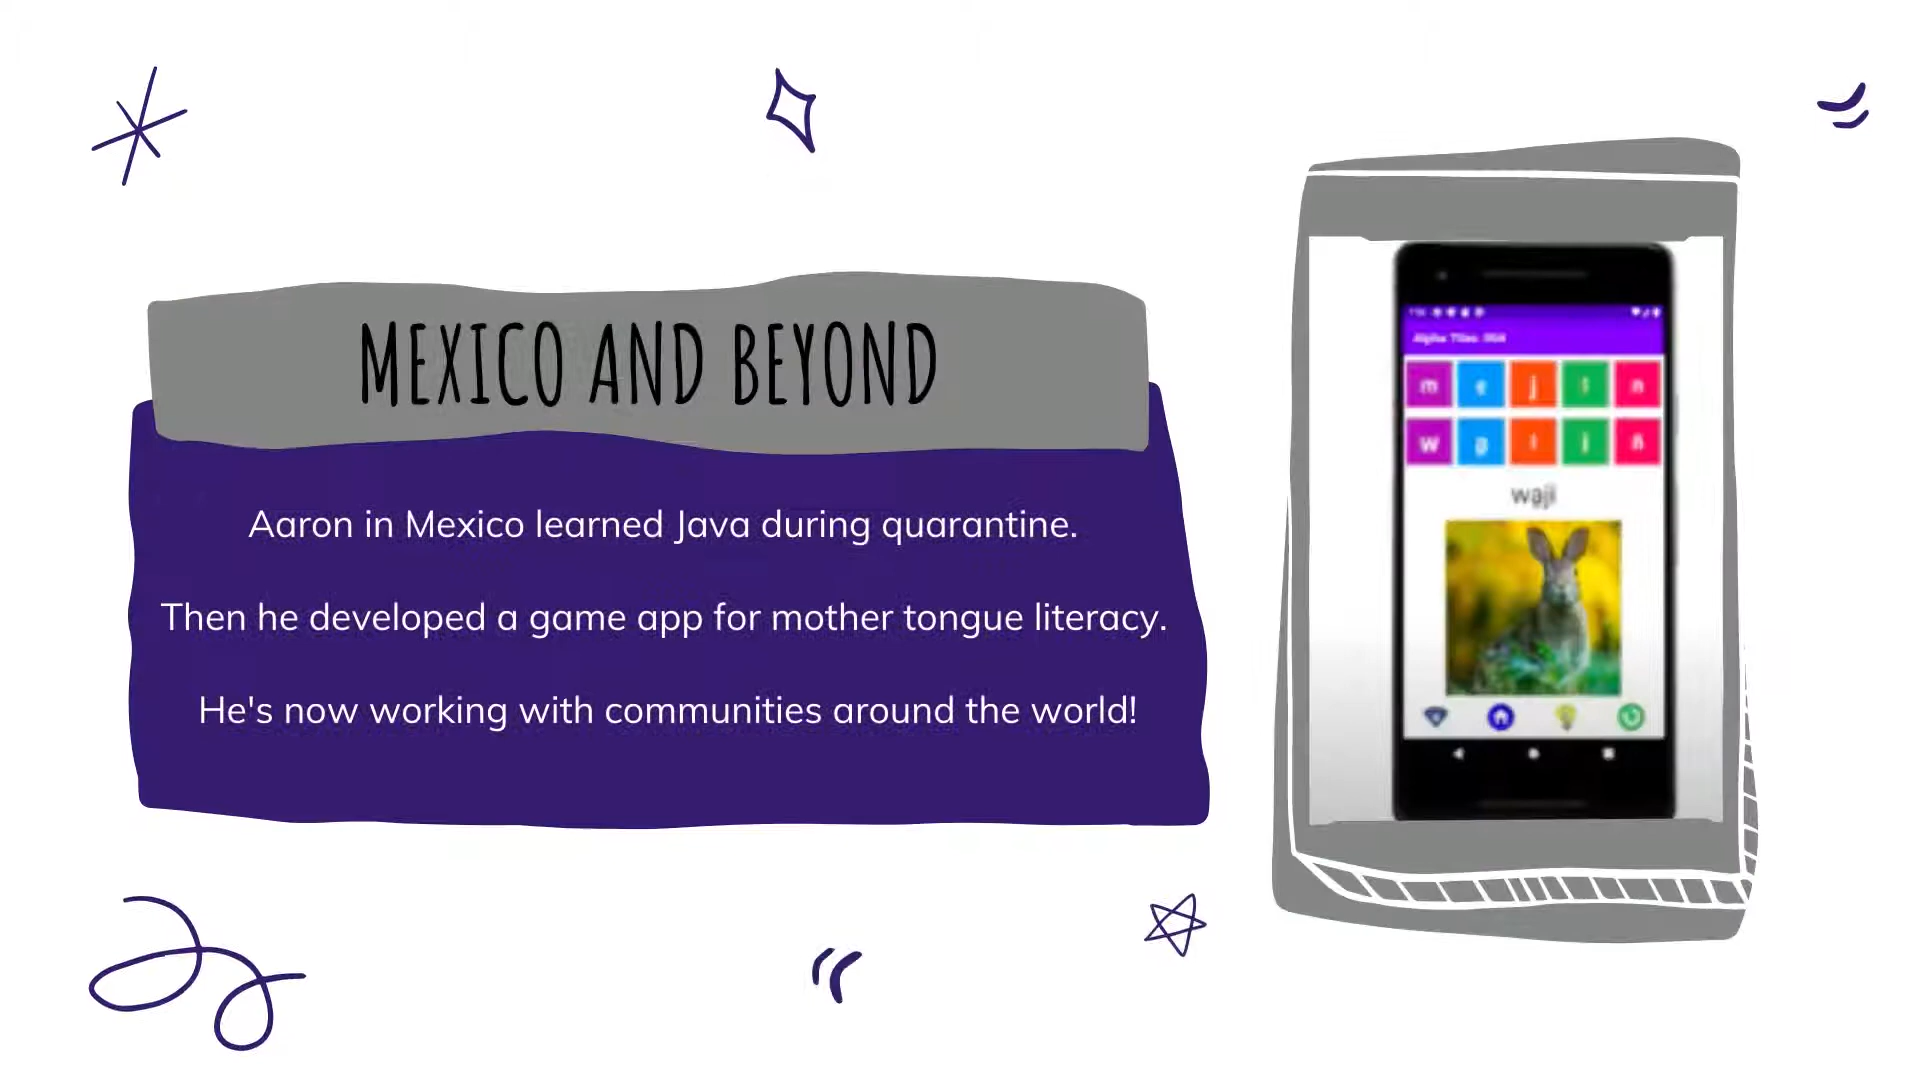 MEXICO AND BEYOND
Aaron in Mexico learned Java during quarantine.
Then he developed a game app for mother tongue literacy.
He's now working with communities around the world!
m e j
n
w
waji